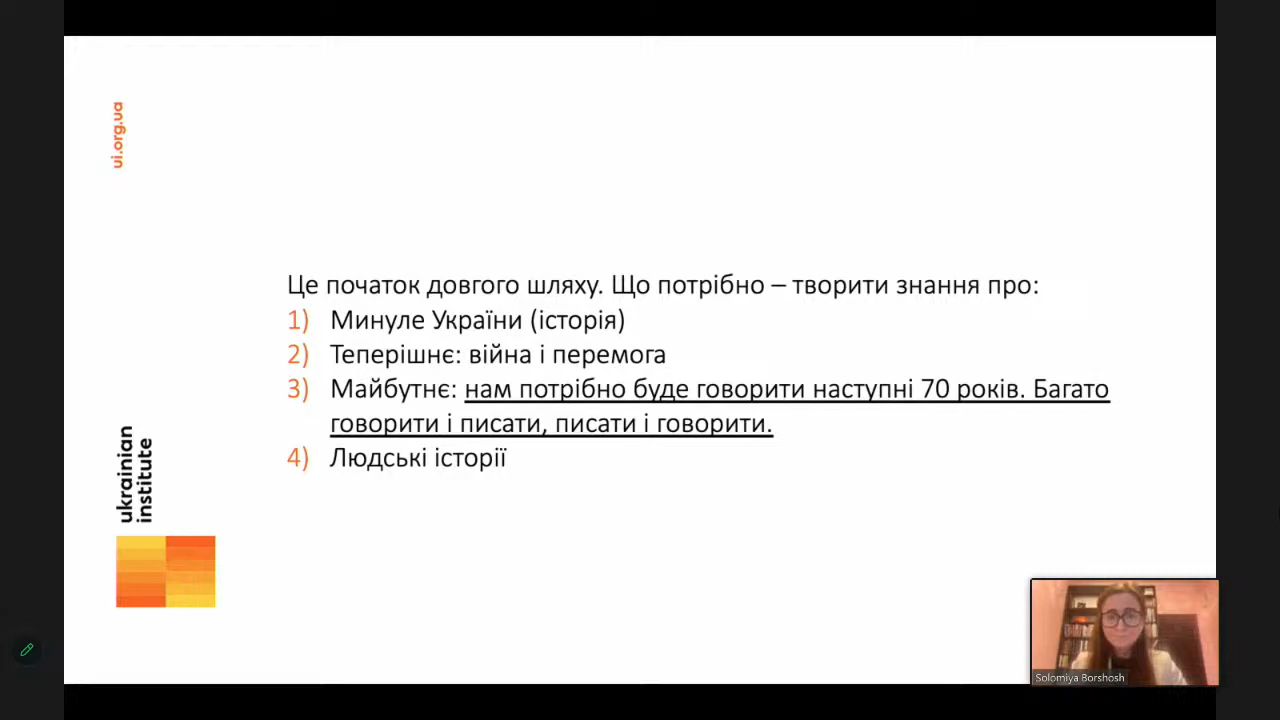 ui.org.ua
Це початок довгого шляху. Що потрібно – творити знання про:
1) Минуле України (історія)
2) Теперішнє: війна і перемога
3) Майбутнє: нам потрібно буде говорити наступні 70 років. Багато
говорити і писати, писати і говорити.
4) Людські історії
ukrainian
institute
Solomiya Borshosh